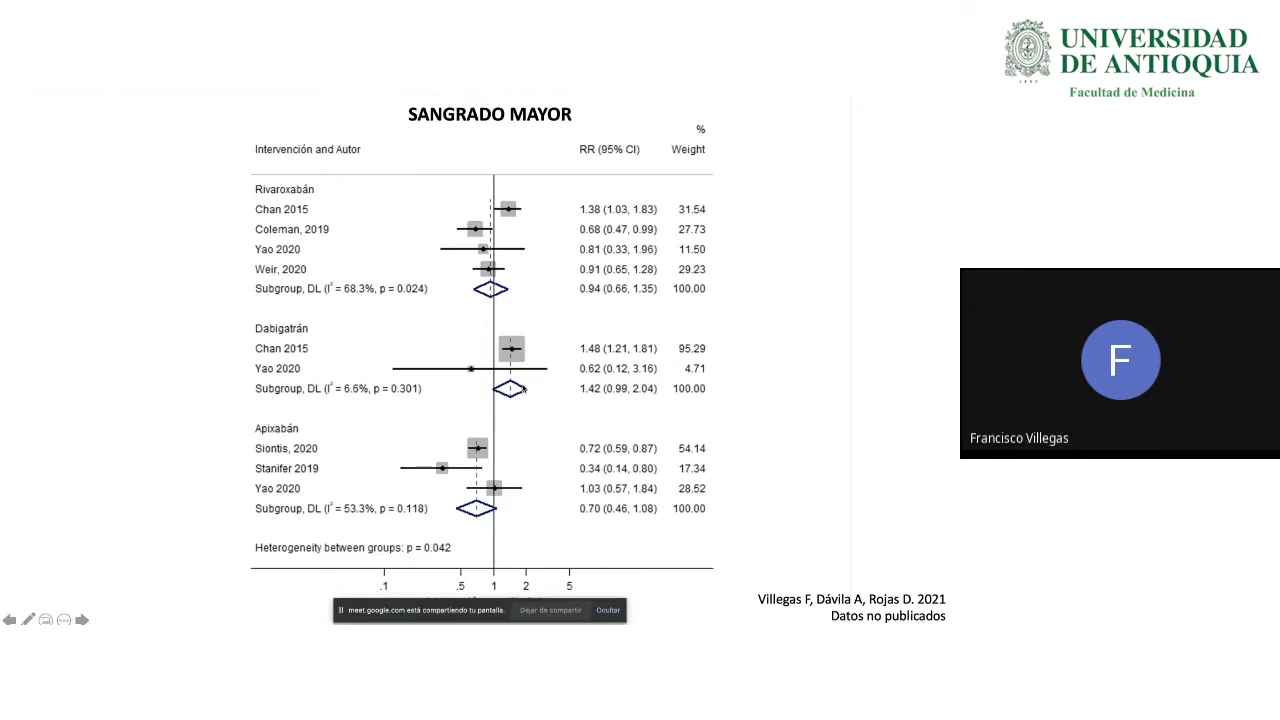 UNIVERSIDAD
DE ANTIOQUIA
Facultad de Medicina
SANGRADO MAYOR
%
Intervención and Autor RR (95% CI) Weight
Rivaroxabán
Chan 2015 1.38 (1.03, 1.83) 31.54
Coleman, 2019 0.68 (0.47, 0.99) 27.73
Yao 2020 0.81 (0.33, 1.96) 11.50
Weir, 2020 0.91 (0.65, 1.28) 29.23
Subgroup, DL (I² = 68.3%, p = 0.024) 0.94 (0.66, 1.35) 100.00
Dabigatrán
Chan 2015 1.48 (1.21, 1.81) 95.29
Yao 2020 0.62 (0.12, 3.16) 4.71
Subgroup, DL (I² = 6.6%, p = 0.301) 1.42 (0.99, 2.04) 100.00
Apixabán
Siontis, 2020 0.72 (0.59, 0.87) 54.14
Stanifer 2019 0.34 (0.14, 0.80) 17.34
Yao 2020 1.03 (0.57, 1.84) 28.52
Subgroup, DL (I² = 53.3%, p = 0.118) 0.70 (0.46, 1.08) 100.00
Heterogeneity between groups: p = 0.042
.1 .5 1 2 5
meet.google.com está compartiendo tu pantalla. Dejar de compartir Ocultar
Villegas F, Dávila A, Rojas D. 2021
Datos no publicados
F
Francisco Villegas